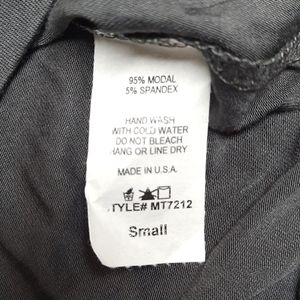 95% MODAL
5% SPANDEX
HAND WASH
WITH COLD WATER
DO NOT BLEACH
HANG OR LINE DRY
MADE IN U.S.A.
TYLE# MT7212
Small